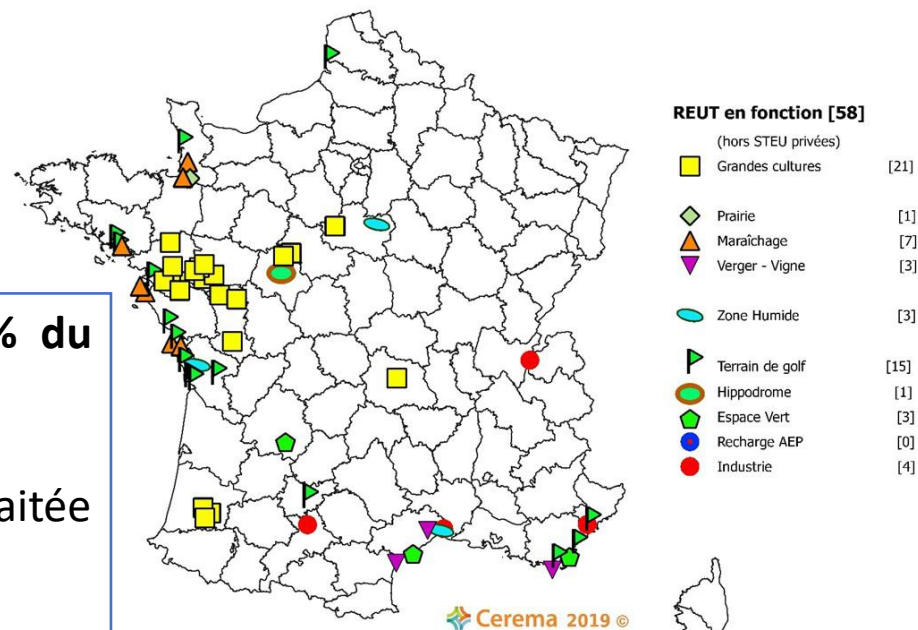 REUT en fonction [58]
(hors STEU privées)
Grandes cultures [21]
Prairie [1]
Maraîchage [7]
Verger - Vigne [3]
Zone Humide [3]
Terrain de golf [15]
Hippodrome [1]
Espace Vert [3]
Recharge AEP [0]
Industrie [4]
% du
aitée
Cerema 2019 ©